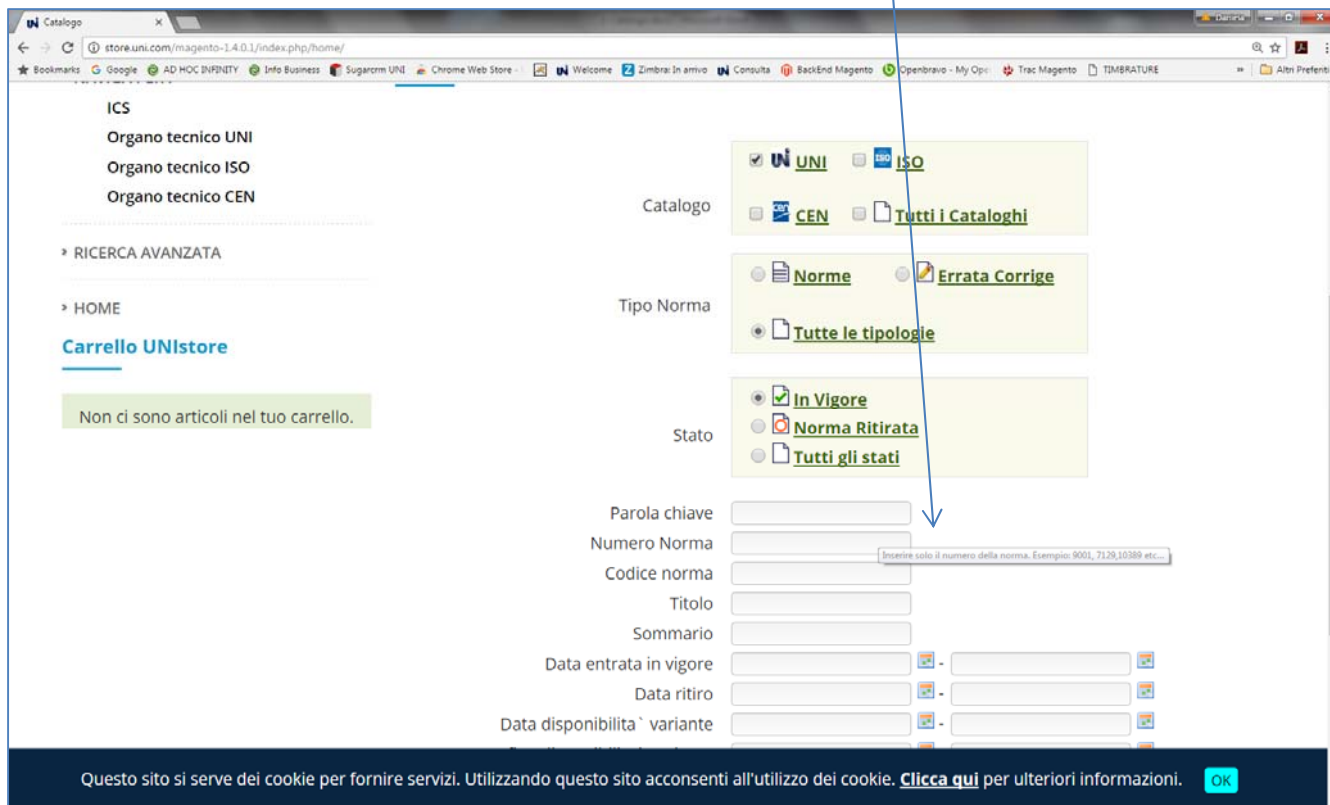 Catalogo
Damina
store.uni.com/magento-1.4.0.1/index.php/home/
Bookmarks Google AD HOC INFINITY Info Business Sugarcrm UNI Chrome Web Store - Welcome Zimbra: In arrivo Consulta BackEnd Magento Openbravo - My Ope Trac Magento TIMBRATURE » Altri Preferiti
ICS
Organo tecnico UNI
Organo tecnico ISO
Organo tecnico CEN
RICERCA AVANZATA
HOME
Carrello UNIstore
Non ci sono articoli nel tuo carrello.
Catalogo
UNI UNI ISO ISO
CEN CEN Tutti i Cataloghi
Tipo Norma
Norme Errata Corrige
Tutte le tipologie
Stato
In Vigore
Norma Ritirata
Tutti gli stati
Parola chiave
Numero Norma
Inserire solo il numero della norma. Esempio: 9001, 7129,10389 etc...
Codice norma
Titolo
Sommario
Data entrata in vigore -
Data ritiro -
Data disponibilita` variante -
Questo sito si serve dei cookie per fornire servizi. Utilizzando questo sito acconsenti all'utilizzo dei cookie. Clicca qui per ulteriori informazioni. OK